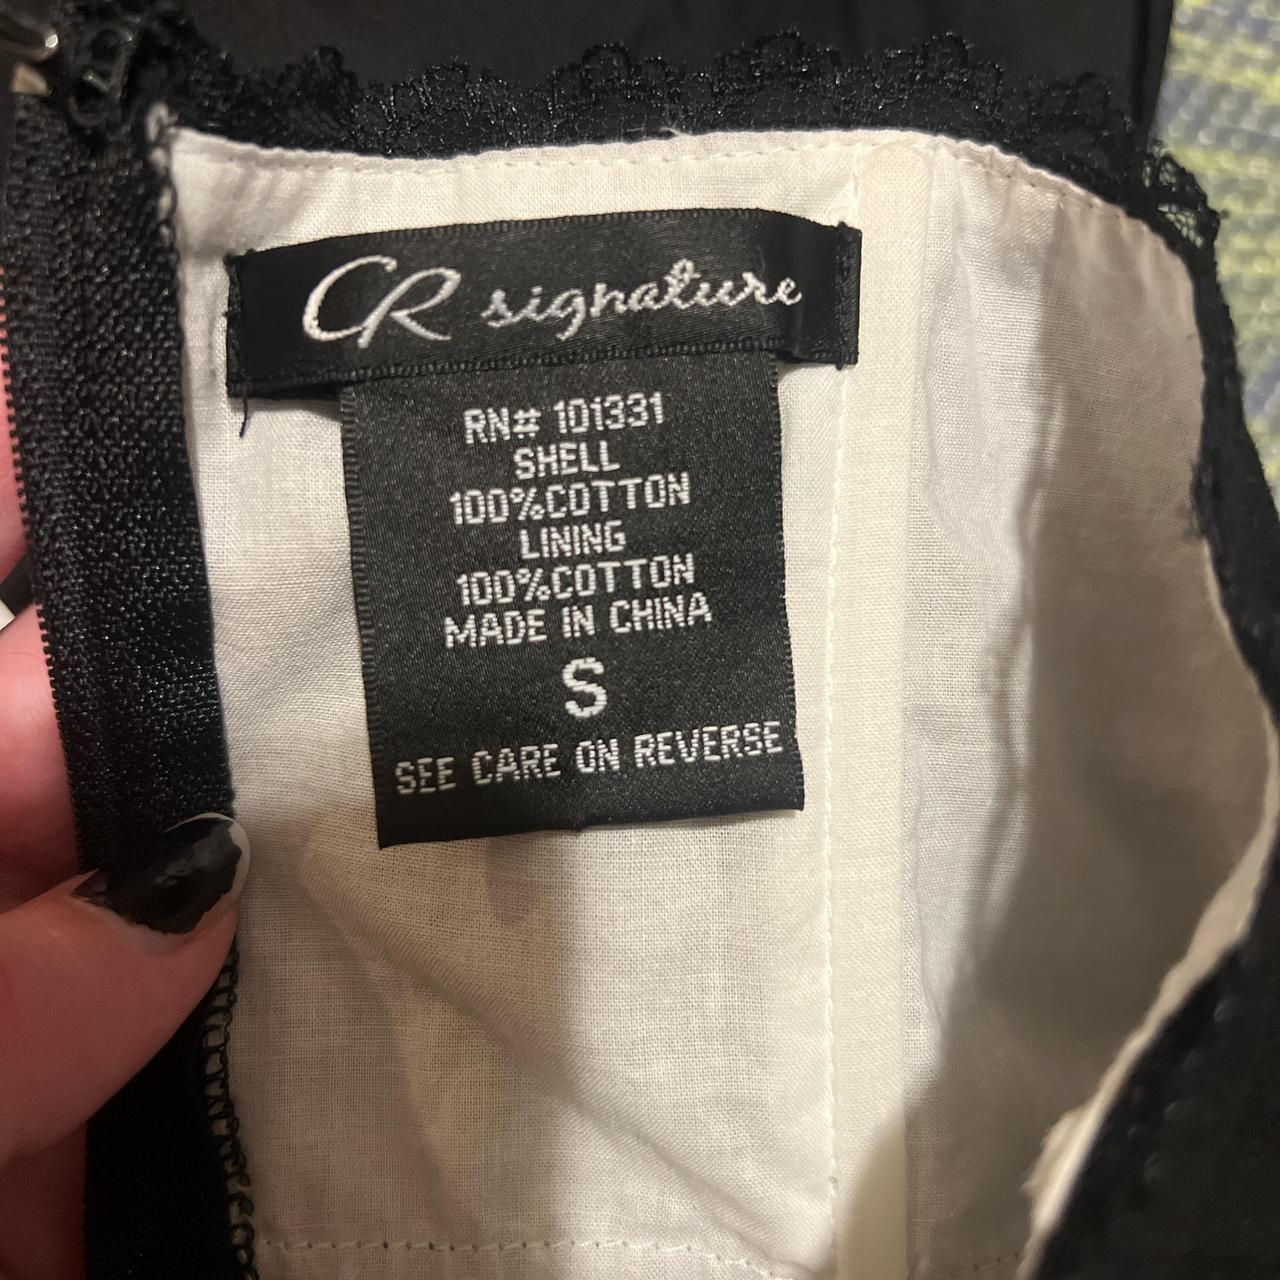 CR signature
RN# 101331
SHELL
100%COTTON
LINING
100%COTTON
MADE IN CHINA
S
SEE CARE ON REVERSE